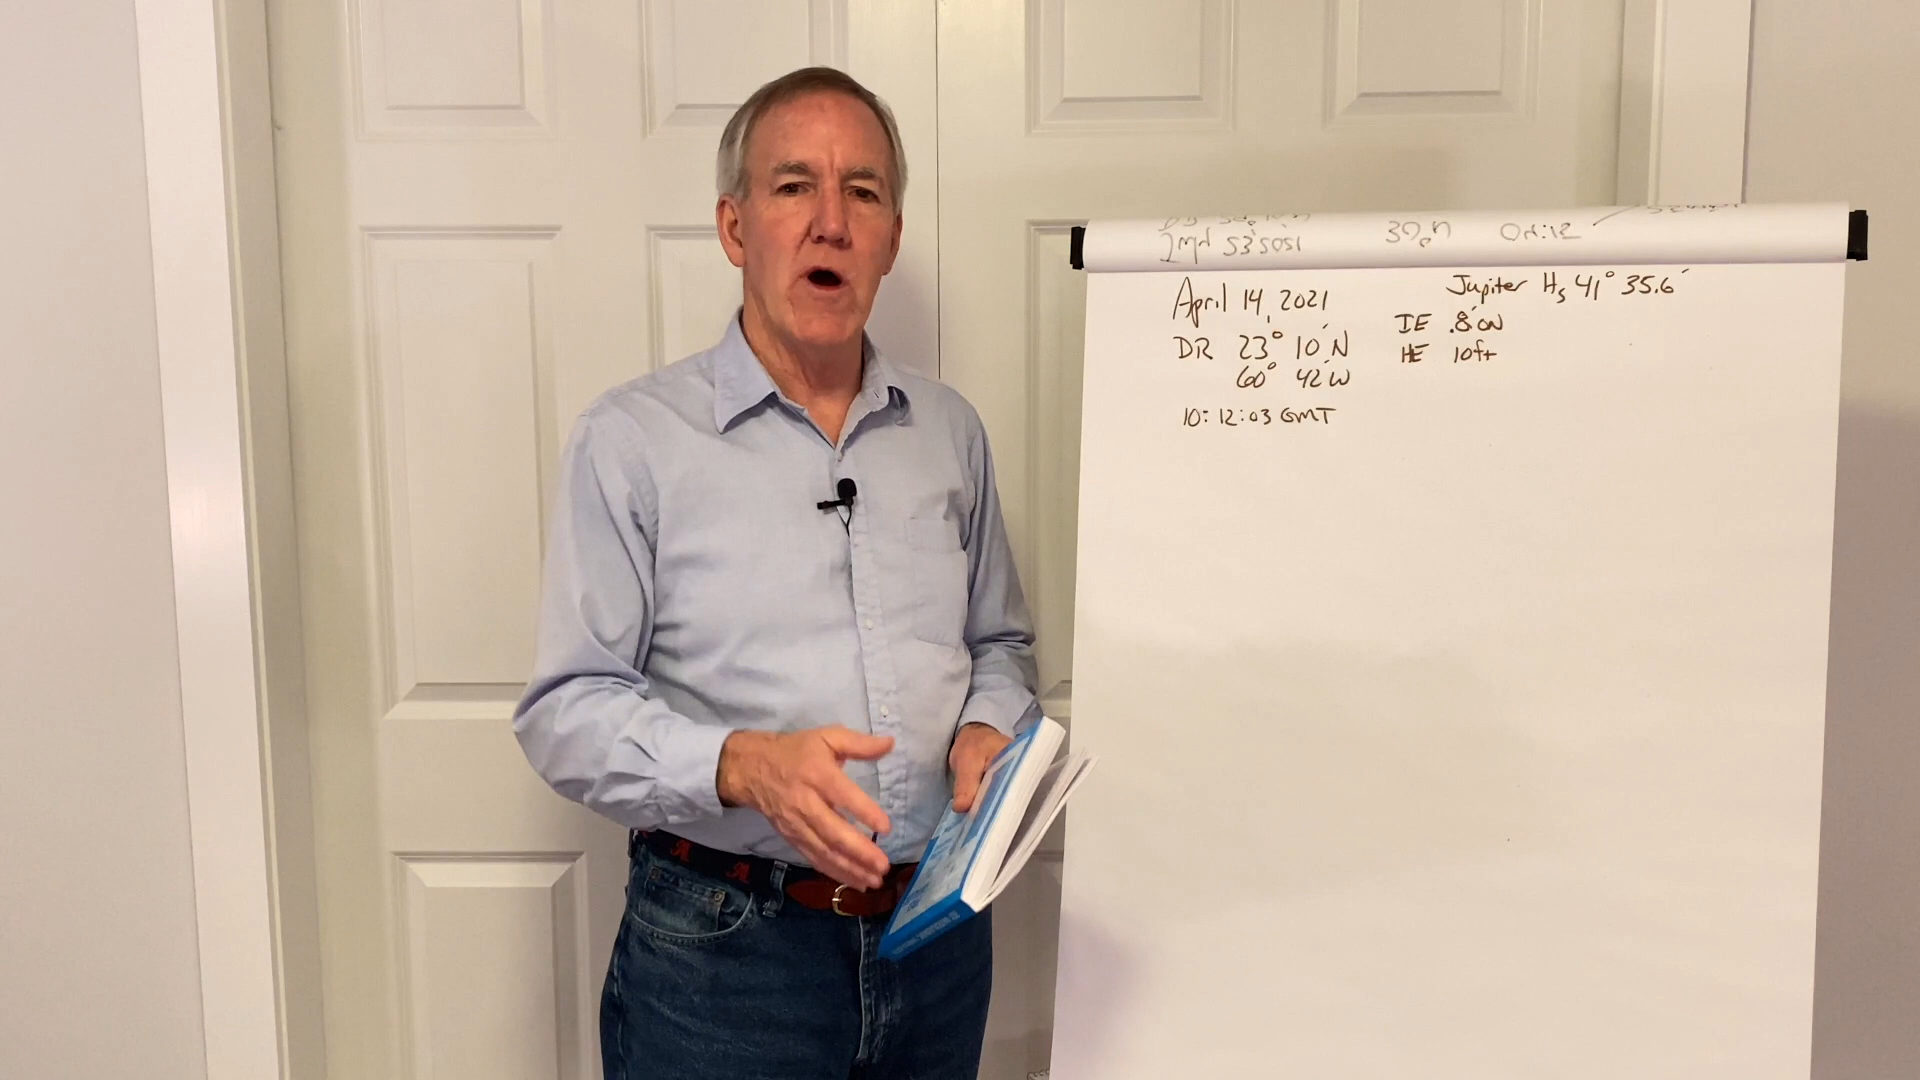 April 14, 2021
DR 23° 10' N
60° 42' W
10:12:03 GMT
Jupiter Hs 41° 35.6'
IE .8' ON
HE 10ft